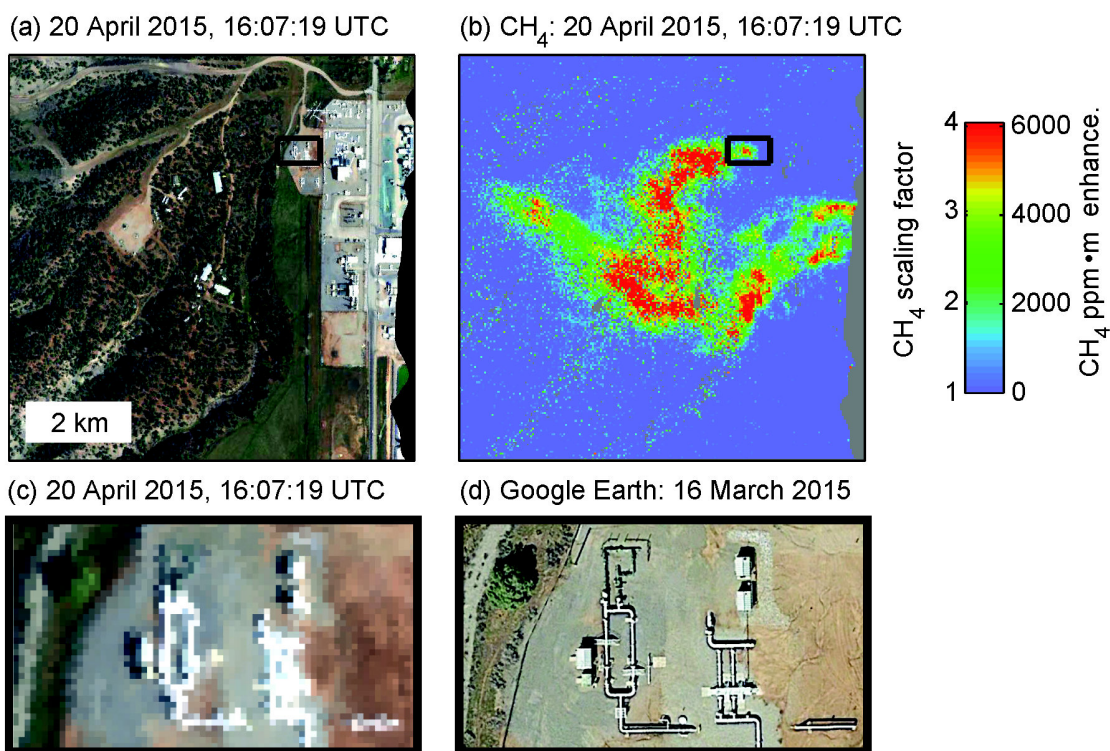 (a) 20 April 2015, 16:07:19 UTC
(b) CH₄: 20 April 2015, 16:07:19 UTC
2 km
CH₄ scaling factor
4
3
2
1
6000
4000
2000
0
CH₄ ppm•m enhance.
(c) 20 April 2015, 16:07:19 UTC
(d) Google Earth: 16 March 2015